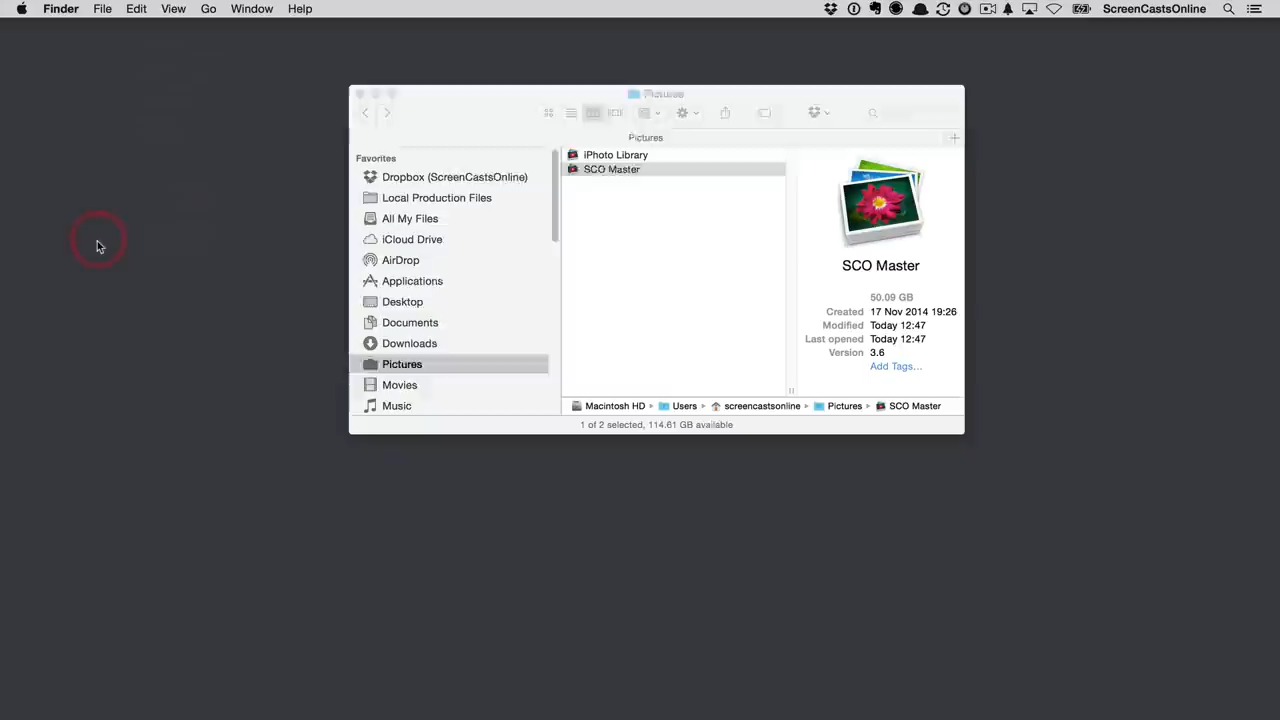 Finder File Edit View Go Window Help ScreenCastsOnline
Pictures
Pictures
Favorites
Dropbox (ScreenCastsOnline)
Local Production Files
All My Files
iCloud Drive
AirDrop
Applications
Desktop
Documents
Downloads
Pictures
Movies
Music
iPhoto Library
SCO Master
SCO Master
50.09 GB
Created 17 Nov 2014 19:26
Modified Today 12:47
Last opened Today 12:47
Version 3.6
Add Tags...
Macintosh HD Users screencastsonline Pictures SCO Master
1 of 2 selected, 114.61 GB available